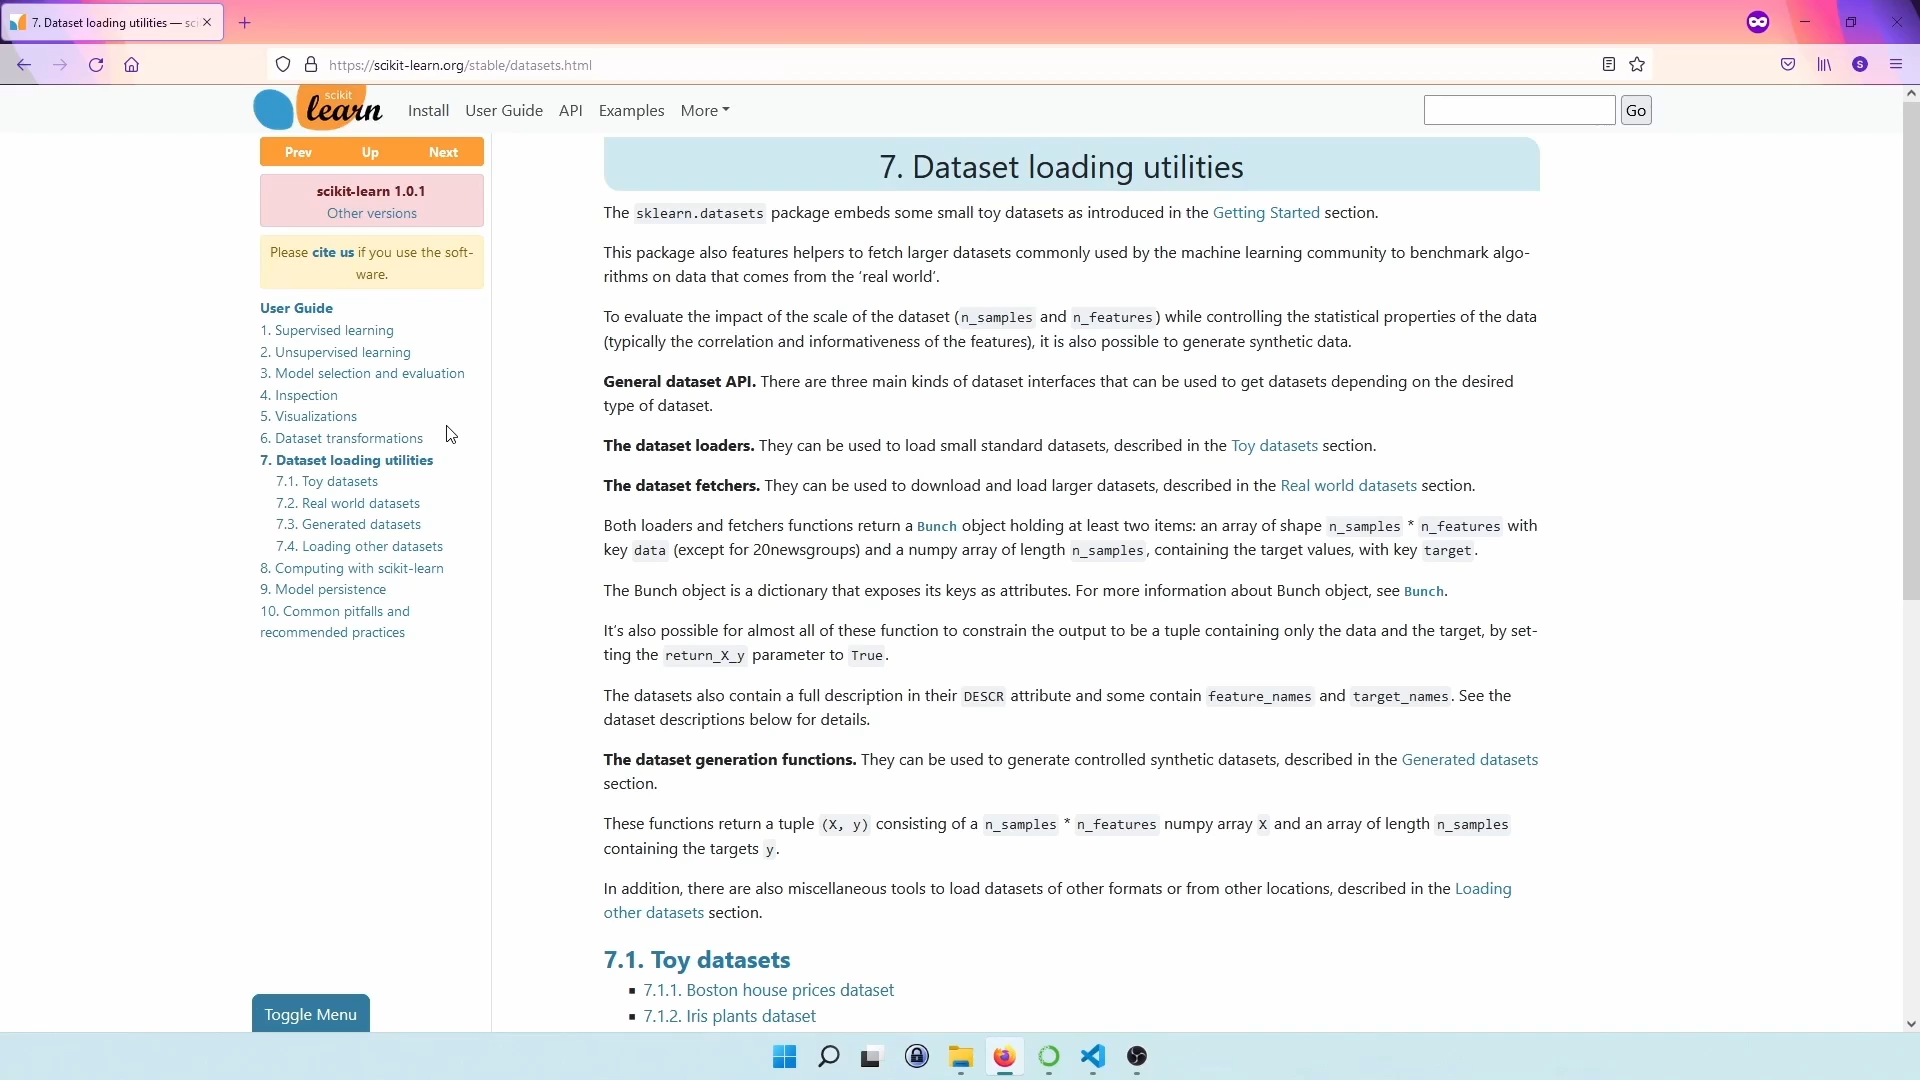 7. Dataset loading utilities — sci
https://scikit-learn.org/stable/datasets.html
S
scikit
learn
Install User Guide API Examples More
Go
Prev Up Next
scikit-learn 1.0.1
Other versions
Please cite us if you use the soft-
ware.
User Guide
1. Supervised learning
2. Unsupervised learning
3. Model selection and evaluation
4. Inspection
5. Visualizations
6. Dataset transformations
7. Dataset loading utilities
7.1. Toy datasets
7.2. Real world datasets
7.3. Generated datasets
7.4. Loading other datasets
8. Computing with scikit-learn
9. Model persistence
10. Common pitfalls and
recommended practices
Toggle Menu
7. Dataset loading utilities
The sklearn.datasets package embeds some small toy datasets as introduced in the Getting Started section.
This package also features helpers to fetch larger datasets commonly used by the machine learning community to benchmark algo-
rithms on data that comes from the ‘real world’.
To evaluate the impact of the scale of the dataset (n_samples and n_features) while controlling the statistical properties of the data
(typically the correlation and informativeness of the features), it is also possible to generate synthetic data.
General dataset API. There are three main kinds of dataset interfaces that can be used to get datasets depending on the desired
type of dataset.
The dataset loaders. They can be used to load small standard datasets, described in the Toy datasets section.
The dataset fetchers. They can be used to download and load larger datasets, described in the Real world datasets section.
Both loaders and fetchers functions return a Bunch object holding at least two items: an array of shape n_samples * n_features with
key data (except for 20newsgroups) and a numpy array of length n_samples, containing the target values, with key target.
The Bunch object is a dictionary that exposes its keys as attributes. For more information about Bunch object, see Bunch.
It’s also possible for almost all of these function to constrain the output to be a tuple containing only the data and the target, by set-
ting the return_X_y parameter to True.
The datasets also contain a full description in their DESCR attribute and some contain feature_names and target_names. See the
dataset descriptions below for details.
The dataset generation functions. They can be used to generate controlled synthetic datasets, described in the Generated datasets
section.
These functions return a tuple (X, y) consisting of a n_samples * n_features numpy array X and an array of length n_samples
containing the targets y.
In addition, there are also miscellaneous tools to load datasets of other formats or from other locations, described in the Loading
other datasets section.
7.1. Toy datasets
7.1.1. Boston house prices dataset
7.1.2. Iris plants dataset